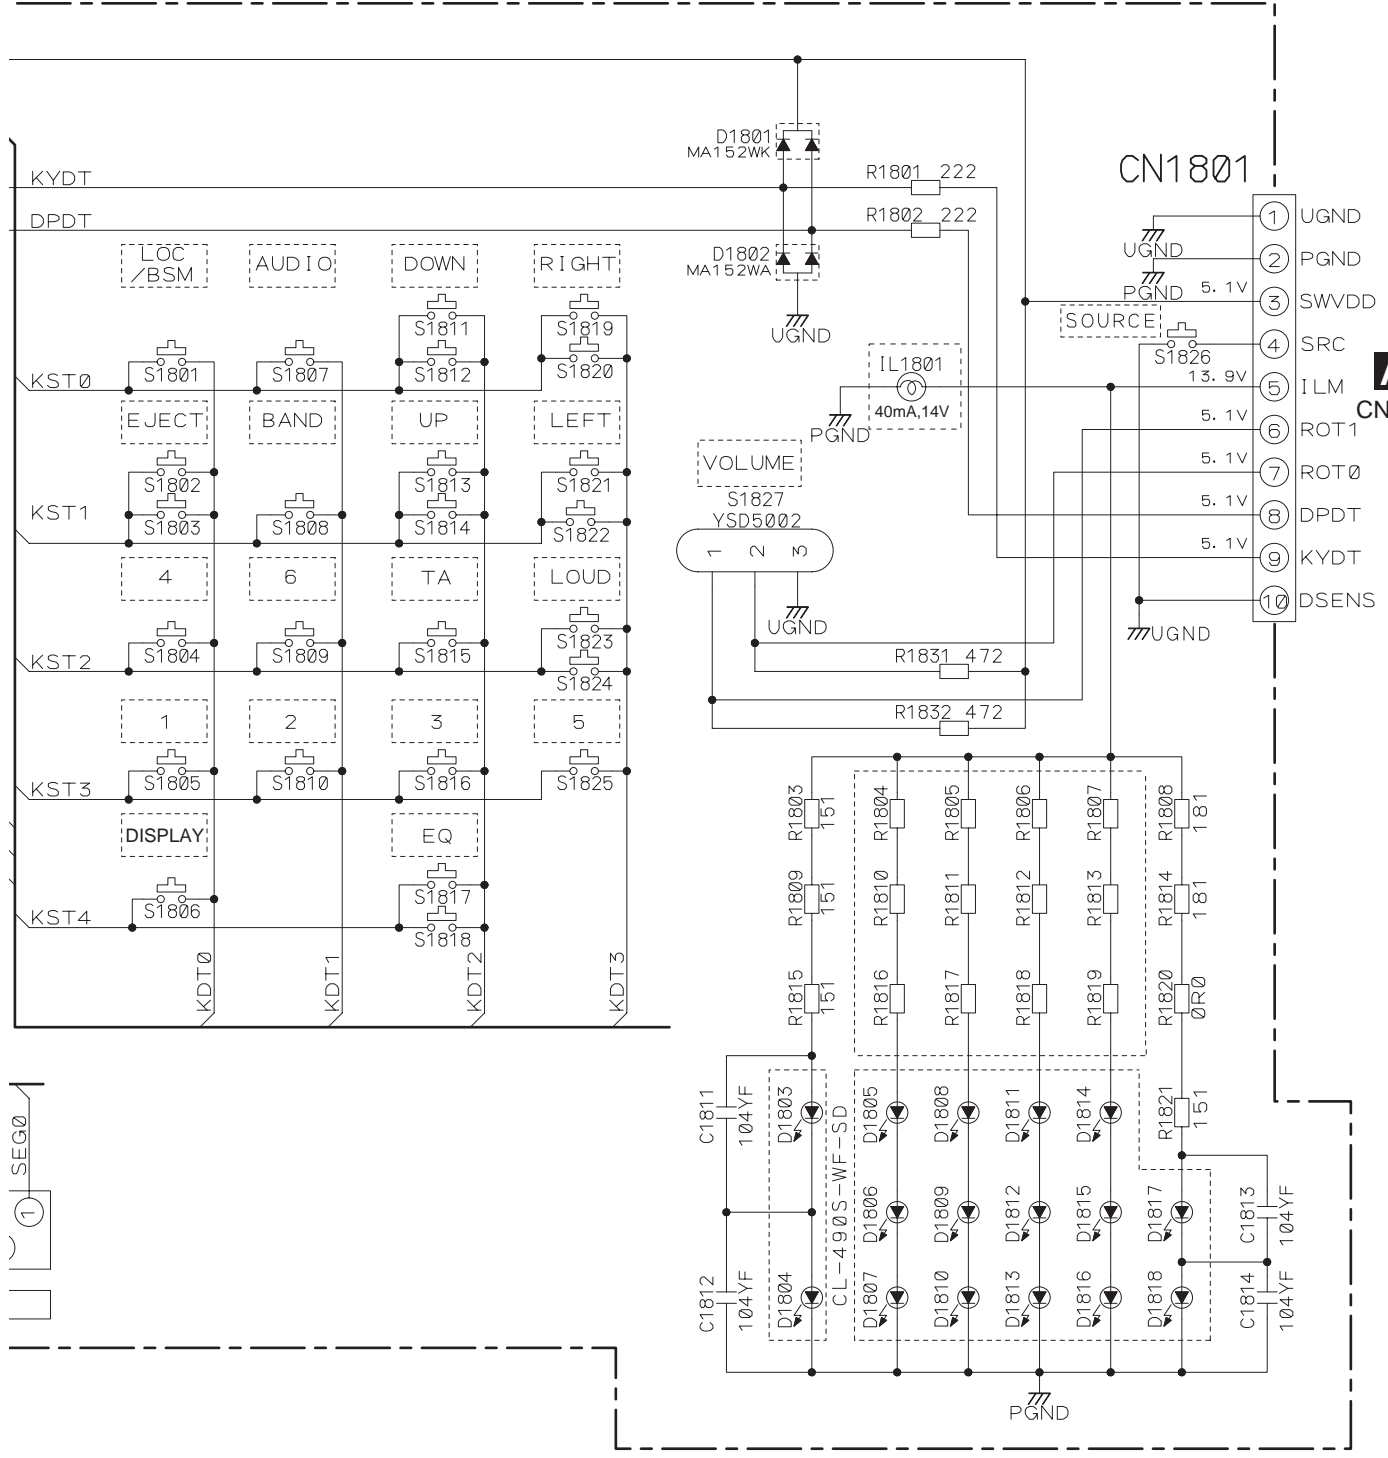 D1801
MA152WK
CN1801
KYDT
R1801 222
DPDT
R1802 222
1 UGND
UGND
LOC
/BSM
AUDIO
DOWN
RIGHT
D1802
MA152WA
2 PGND
PGND
5.1V
3 SWVDD
UGND
SOURCE
S1826
4 SRC
S1811
S1819
S1801
S1807
S1812
S1820
KST0
IL1801
40mA,14V
PGND
13.9V
5 ILM
A
CN
EJECT
BAND
UP
LEFT
5.1V
6 ROT1
VOLUME
S1827
YSD5002
5.1V
7 ROT0
S1802
S1813
S1821
KST1
S1803
S1808
S1814
S1822
5.1V
8 DPDT
1 2 3
5.1V
9 KYDT
4
6
TA
LOUD
UGND
10 DSENS
UGND
S1823
KST2
S1804
S1809
S1815
S1824
R1831 472
R1832 472
1
2
3
5
KST3
S1805
S1810
S1816
S1825
DISPLAY
EQ
S1817
KST4
S1806
S1818
KDT0
KDT1
KDT2
KDT3
R1803
151
R1804
R1805
R1806
R1807
R1808
181
R1809
151
R1810
R1811
R1812
R1813
R1814
181
R1815
151
R1816
R1817
R1818
R1819
R1820
0R0
C1811
104YF
D1803
CL-490S-WF-SD
D1805
D1808
D1811
D1814
R1821
151
SEG0
1
D1806
D1809
D1812
D1815
D1817
C1813
104YF
C1812
104YF
D1804
D1807
D1810
D1813
D1816
D1818
C1814
104YF
PGND